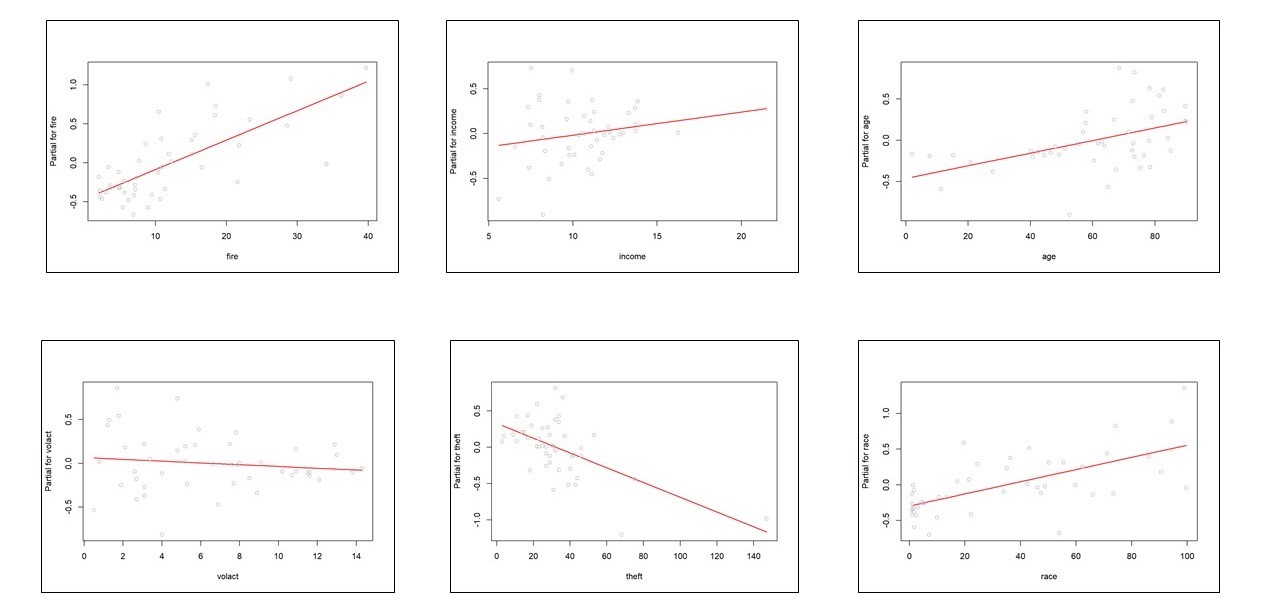 Partial for fire
1.0
0.5
0.0
-0.5
10 20 30 40
fire
Partial for income
0.5
0.0
-0.5
5 10 15 20
income
Partial for age
0.5
0.0
-0.5
0 20 40 60 80
age
Partial for volact
0.5
0.0
-0.5
0 2 4 6 8 10 12 14
volact
Partial for theft
0.5
0.0
-0.5
-1.0
0 20 40 60 80 100 120 140
theft
Partial for race
1.0
0.5
0.0
-0.5
0 20 40 60 80 100
race